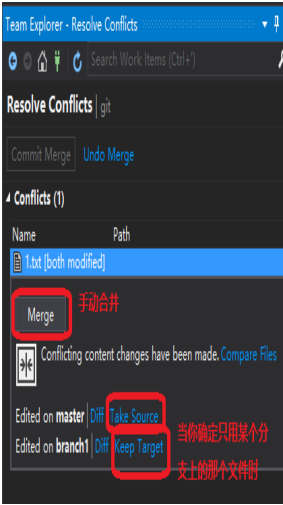 Team Explorer - Resolve Conflicts
Search Work Items (Ctrl+')
Resolve Conflicts | git
Commit Merge Undo Merge
Conflicts (1)
Name Path
1.txt [both modified]
Merge 手动合并
Conflicting content changes have been made. Compare Files
Edited on master | Diff Take Source
Edited on branch1 | Diff Keep Target
当你确定只用某个分
支上的那个文件时